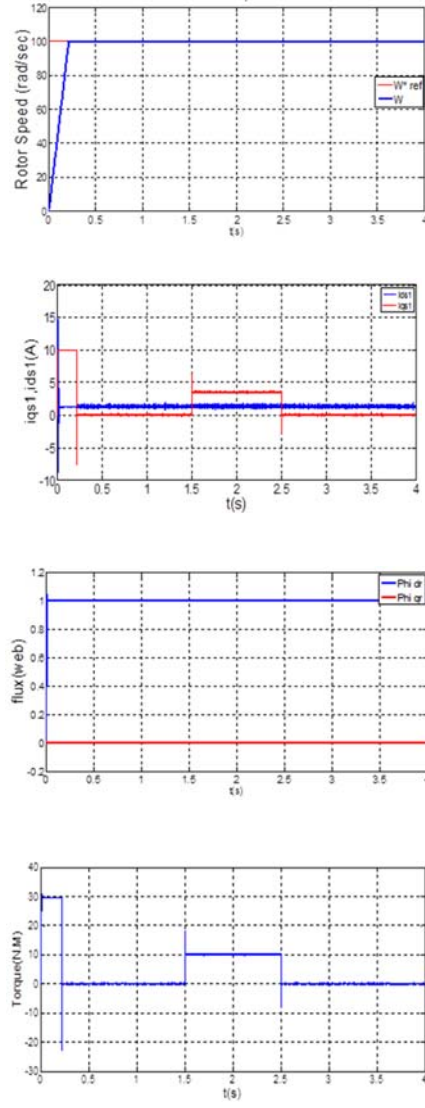 120
100
80
60
40
20
0
Rotor Speed (rad/sec)
W* ref
W
0 0.5 1 1.5 2 2.5 3 3.5 4
t(s)
20
15
10
5
0
-5
-10
iqs1,ids1(A)
iqs1
0 0.5 1 1.5 2 2.5 3 3.5 4
t(s)
1.2
1
0.8
0.6
0.4
0.2
0
-0.2
flux(web)
Phi dr
Phi qr
0 0.5 1 1.5 2 2.5 3 3.5 4
t(s)
40
30
20
10
0
-10
-20
-30
Torque(N.M)
0 0.5 1 1.5 2 2.5 3 3.5 4
t(s)